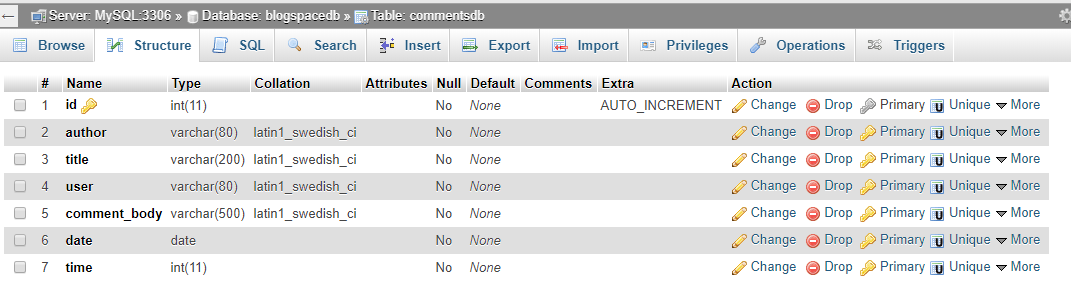 Server: MySQL:3306 » Database: blogspacedb » Table: commentsdb
Browse Structure SQL Search Insert Export Import Privileges Operations Triggers
# Name Type Collation Attributes Null Default Comments Extra Action
1 id int(11) No None AUTO_INCREMENT Change Drop Primary Unique More
2 author varchar(80) latin1_swedish_ci No None Change Drop Primary Unique More
3 title varchar(200) latin1_swedish_ci No None Change Drop Primary Unique More
4 user varchar(80) latin1_swedish_ci No None Change Drop Primary Unique More
5 comment_body varchar(500) latin1_swedish_ci No None Change Drop Primary Unique More
6 date date No None Change Drop Primary Unique More
7 time int(11) No None Change Drop Primary Unique More